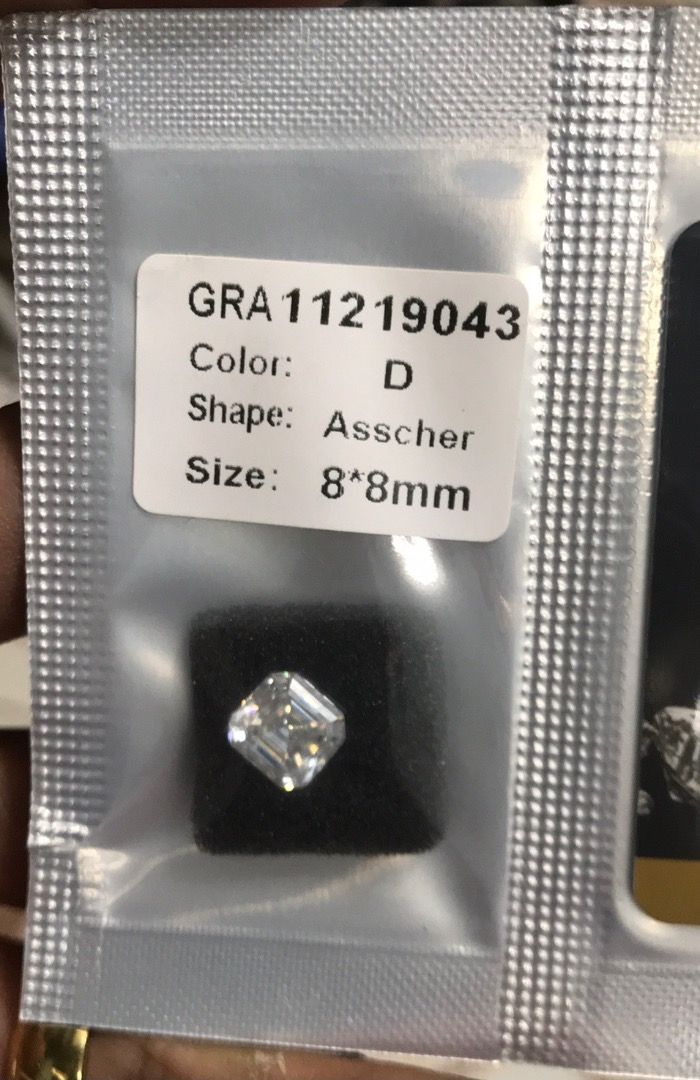 GRA11219043
Color: D
Shape: Asscher
Size: 8*8mm